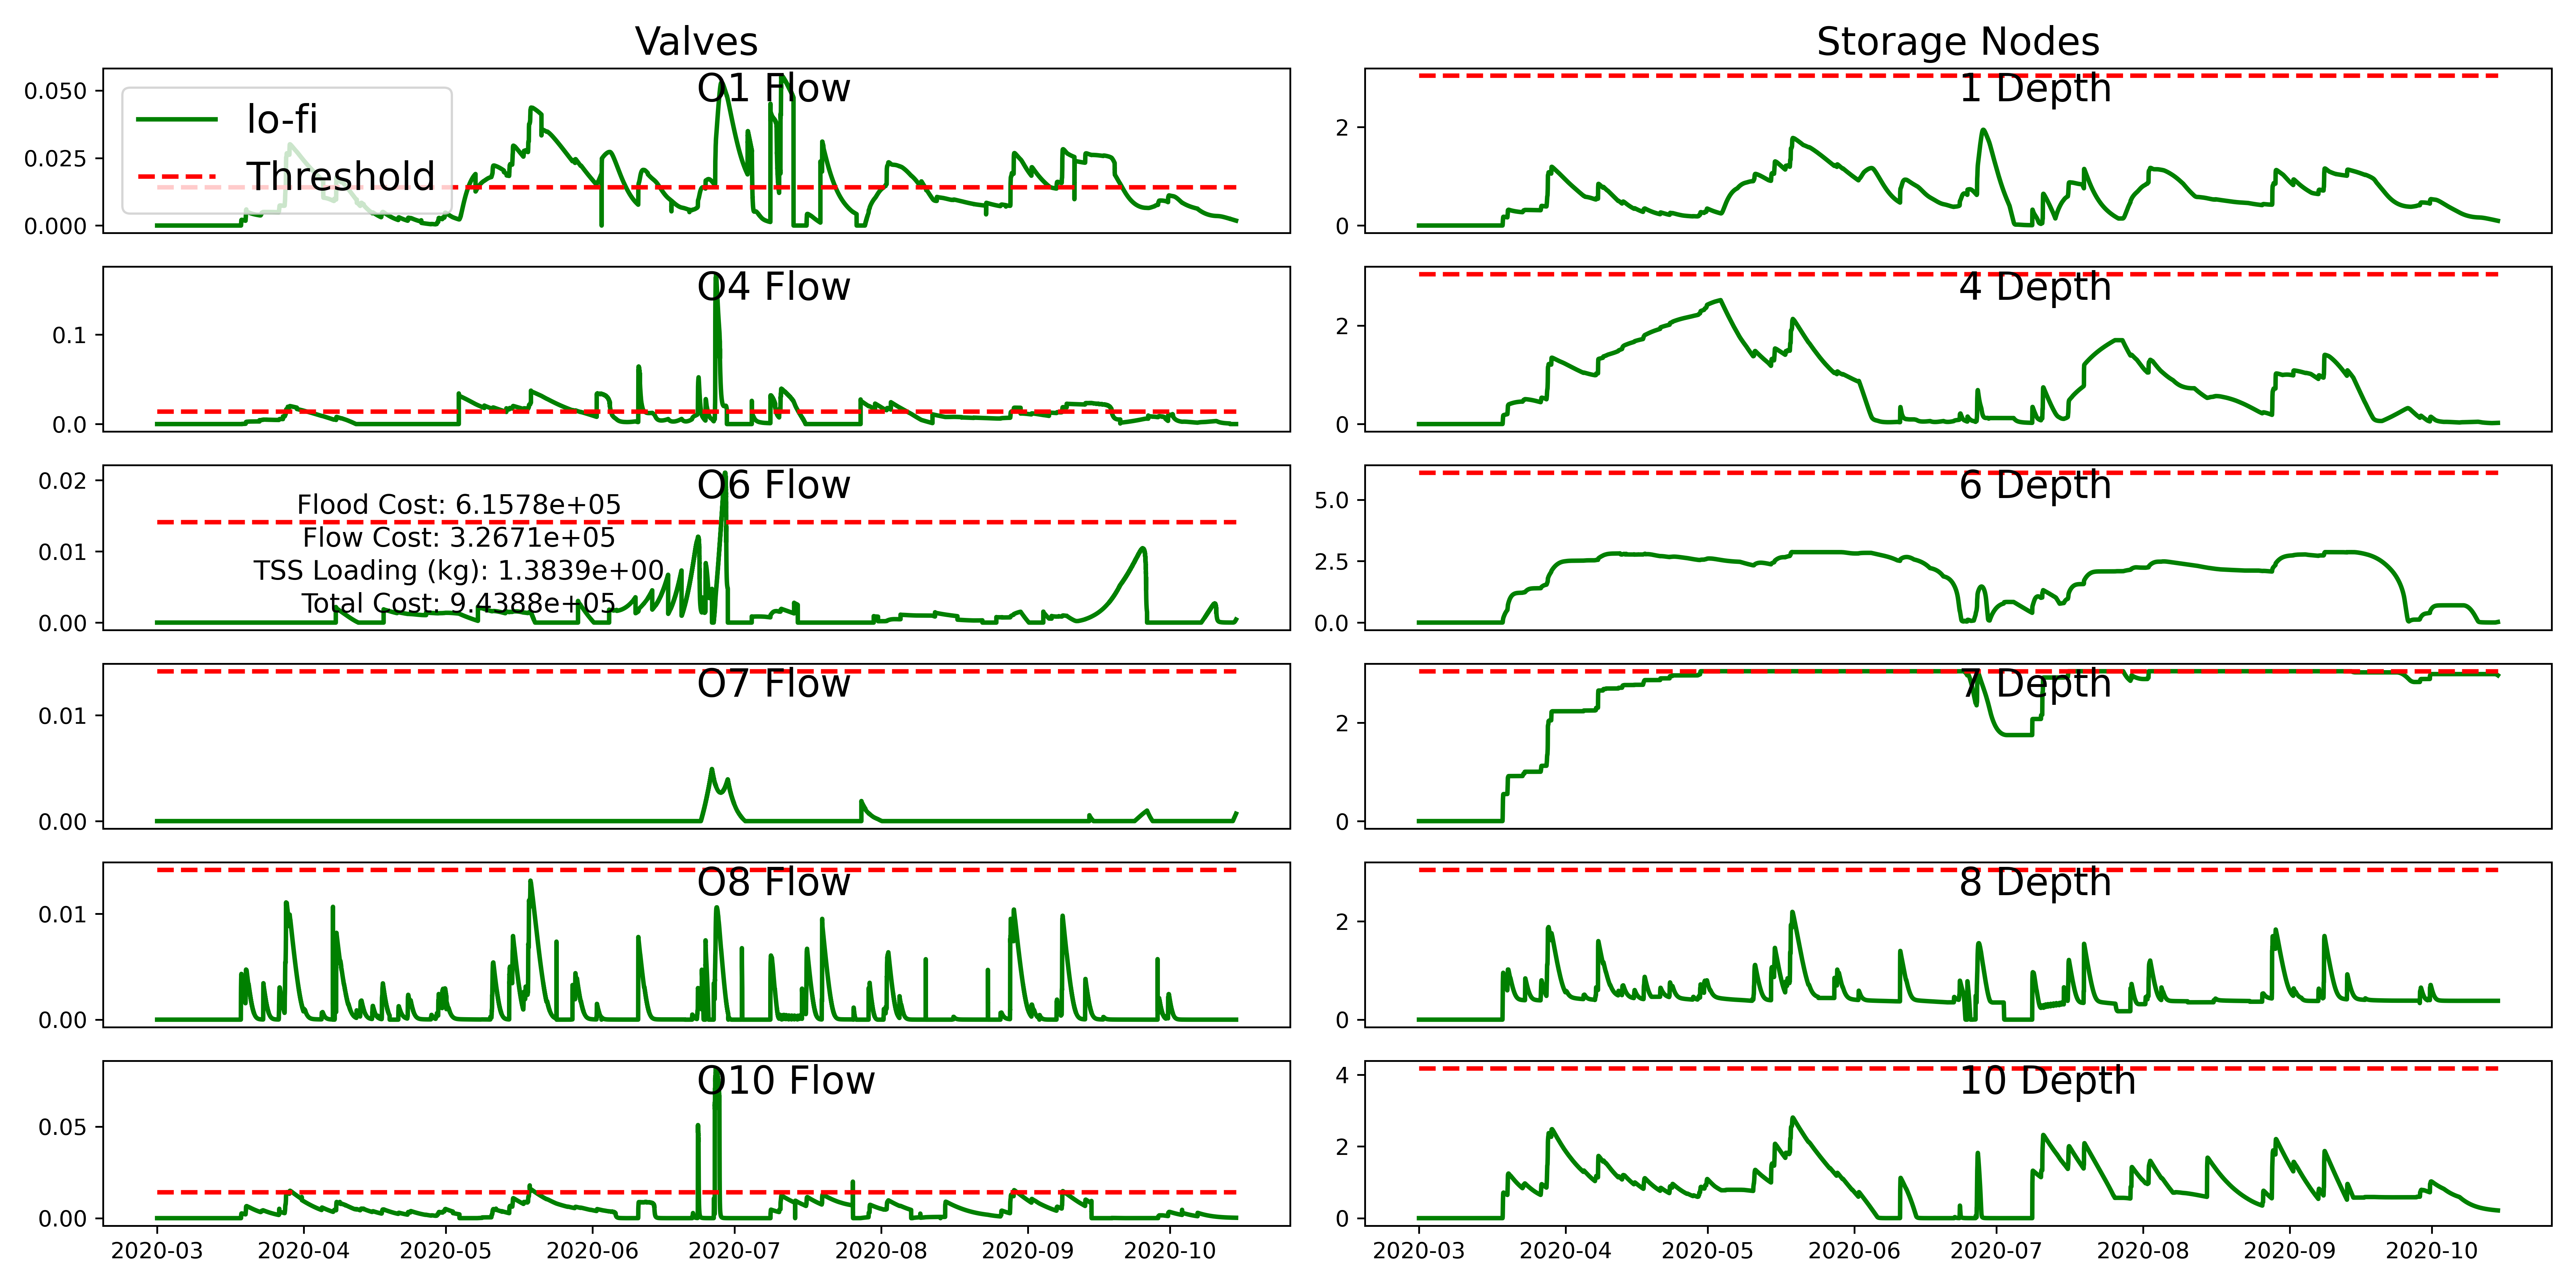 Valves
Storage Nodes
O1 Flow
lo-fi
Threshold
0.050
0.025
0.000
1 Depth
2
0
O4 Flow
0.1
0.0
4 Depth
2
0
O6 Flow
0.02
0.01
0.00
Flood Cost: 6.1578e+05
Flow Cost: 3.2671e+05
TSS Loading (kg): 1.3839e+00
Total Cost: 9.4388e+05
6 Depth
5.0
2.5
0.0
O7 Flow
0.01
0.00
7 Depth
2
0
O8 Flow
0.01
0.00
8 Depth
2
0
O10 Flow
0.05
0.00
2020-03 2020-04 2020-05 2020-06 2020-07 2020-08 2020-09 2020-10
10 Depth
4
2
0
2020-03 2020-04 2020-05 2020-06 2020-07 2020-08 2020-09 2020-10